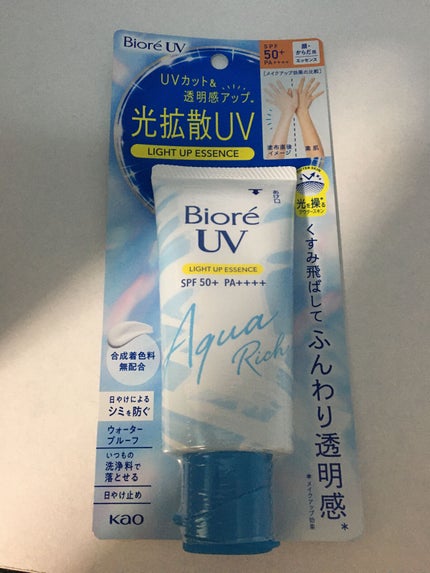 Bioré UV
SPF
50+
PA++++
顔・
からだ用
エッセンス
UVカット&
透明感アップ*
光拡散UV
LIGHT UP ESSENCE
[メイクアップ効果の比較]
塗布直後
イメージ
素肌
光を操る
アウタースキン
Bioré
UV
LIGHT UP ESSENCE
SPF 50+ PA++++
Aqua
Rich
くすみ飛ばして
ふんわり透明感*
*メイクアップ効果
合成着色料
無配合
日やけによる
シミを防ぐ
ウォーター
プルーフ
いつもの
洗浄料で
落とせる
日やけ止め
Kao